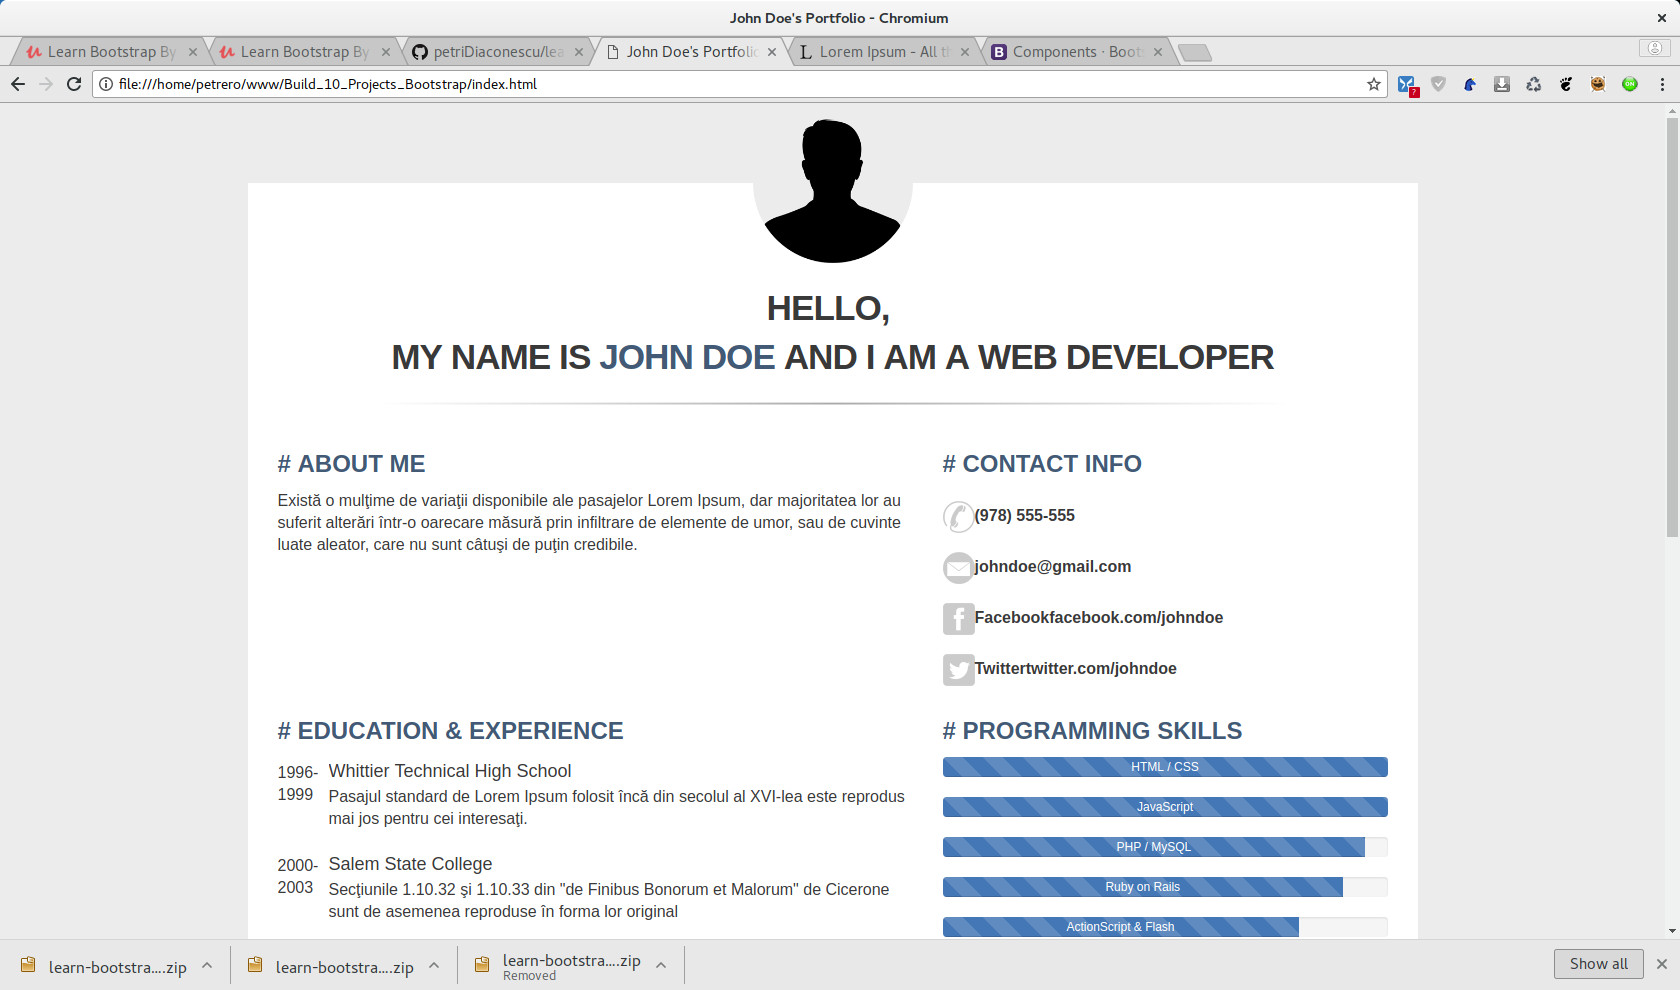 John Doe's Portfolio - Chromium
Learn Bootstrap By
Learn Bootstrap By
petriDiaconescu/lea
John Doe's Portfolio
Lorem Ipsum - All t
Components · Boots
file:///home/petrero/www/Build_10_Projects_Bootstrap/index.html
?
ON
HELLO,
MY NAME IS JOHN DOE AND I AM A WEB DEVELOPER
# ABOUT ME
Există o mulţime de variaţii disponibile ale pasajelor Lorem Ipsum, dar majoritatea lor au
suferit alterări într-o oarecare măsură prin infiltrare de elemente de umor, sau de cuvinte
luate aleator, care nu sunt câtuşi de puţin credibile.
# CONTACT INFO
(978) 555-555
johndoe@gmail.com
Facebookfacebook.com/johndoe
Twittertwitter.com/johndoe
# EDUCATION & EXPERIENCE
1996-
1999
Whittier Technical High School
Pasajul standard de Lorem Ipsum folosit încă din secolul al XVI-lea este reprodus
mai jos pentru cei interesaţi.
2000-
2003
Salem State College
Secţiunile 1.10.32 şi 1.10.33 din "de Finibus Bonorum et Malorum" de Cicerone
sunt de asemenea reproduse în forma lor original
# PROGRAMMING SKILLS
HTML / CSS
JavaScript
PHP / MySQL
Ruby on Rails
ActionScript & Flash
learn-bootstra....zip
learn-bootstra....zip
learn-bootstra....zip
Removed
Show all